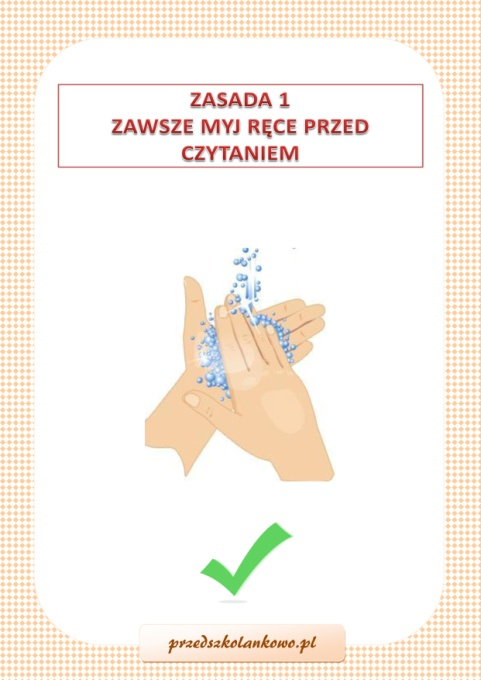 ZASADA 1
ZAWSZE MYJ RĘCE PRZED
CZYTANIEM
przedszkolankowo.pl